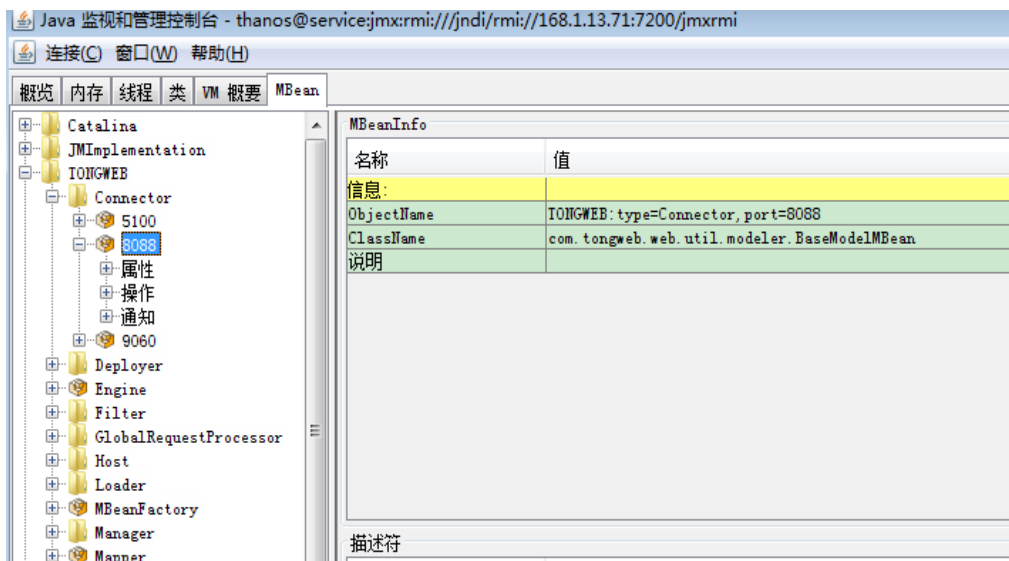 Java 监视和管理控制台 - thanos@service:jmx:rmi:///jndi/rmi://168.1.13.71:7200/jmxrmi
连接(C) 窗口(W) 帮助(H)
概览 内存 线程 类 VM 概要 MBean
Catalina
JMImplementation
TONGWEB
Connector
5100
8088
属性
操作
通知
9060
Deployer
Engine
Filter
GlobalRequestProcessor
Host
Loader
MBeanFactory
Manager
Mapper
MBeanInfo
名称 值
信息:
ObjectName TONGWEB:type=Connector,port=8088
ClassName com.tongweb.web.util.modeler.BaseModelMBean
说明
描述符